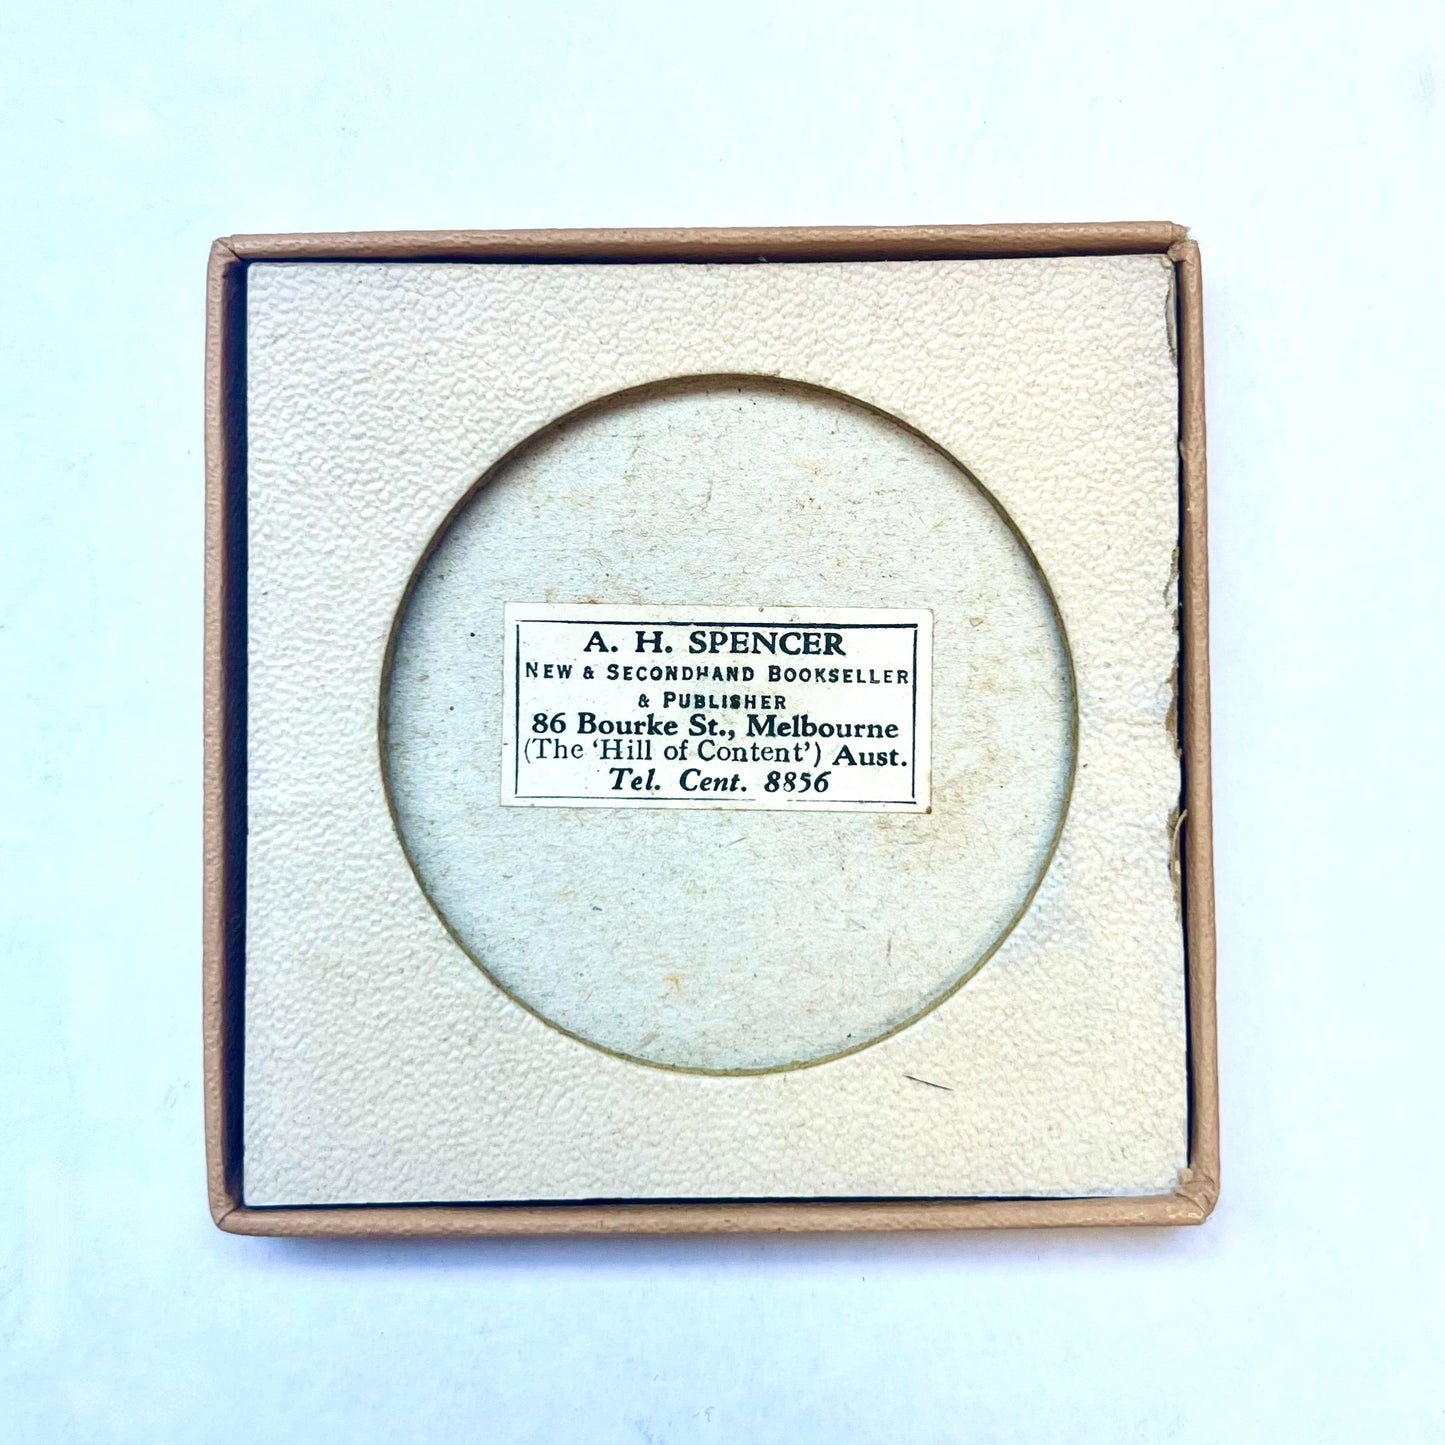 A. H. SPENCER
NEW & SECONDHAND BOOKSELLER
& PUBLISHER
86 Bourke St., Melbourne
(The ‘Hill of Content’) Aust.
Tel. Cent. 8856